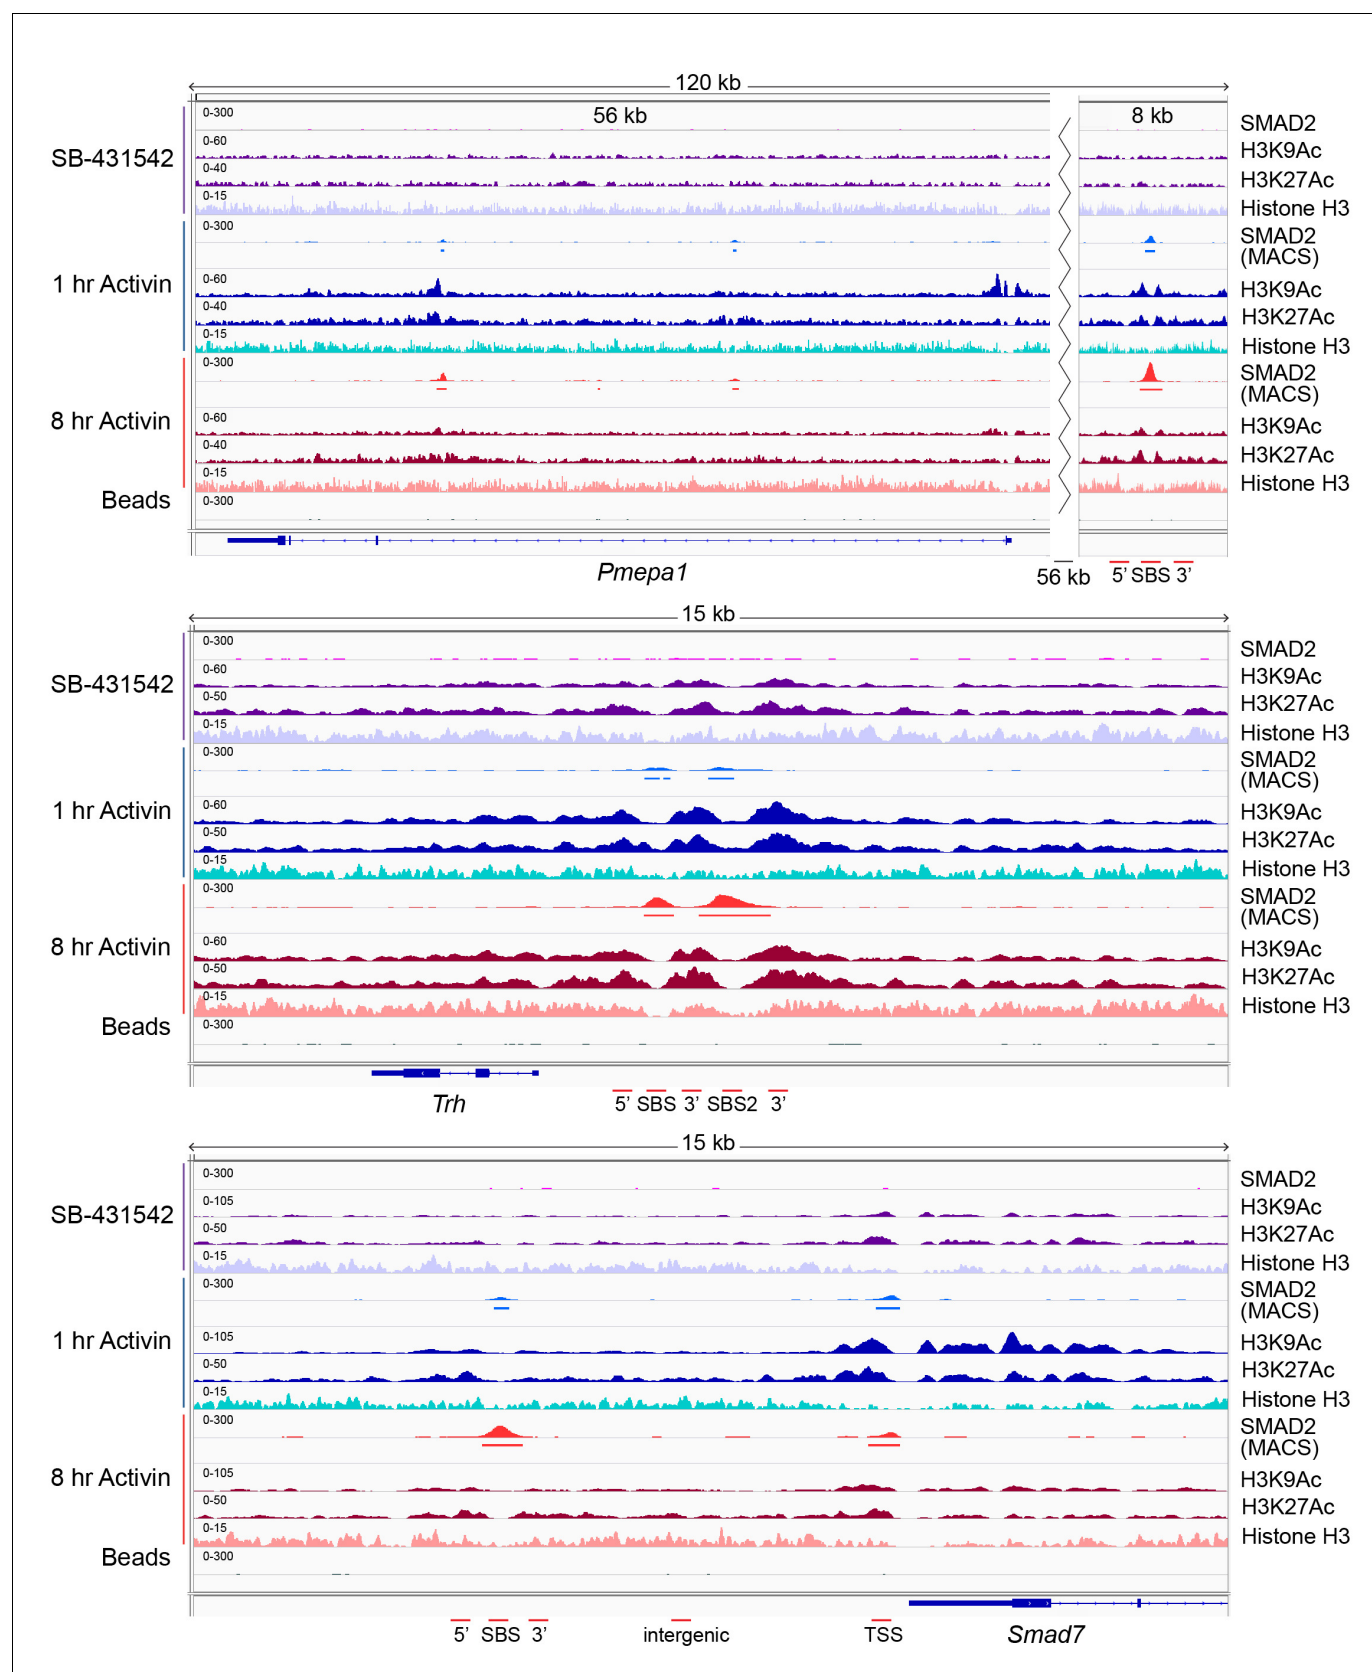 120 kb
56 kb
8 kb
SB-431542
0-300
SMAD2
0-60
H3K9Ac
0-40
H3K27Ac
0-15
Histone H3
1 hr Activin
0-300
SMAD2
(MACS)
0-60
H3K9Ac
0-40
H3K27Ac
0-15
Histone H3
8 hr Activin
0-300
SMAD2
(MACS)
0-60
H3K9Ac
0-40
H3K27Ac
0-15
Histone H3
Beads
0-300
Pmepa1
56 kb
5’ SBS 3’
15 kb
SB-431542
0-300
SMAD2
0-60
H3K9Ac
0-50
H3K27Ac
0-15
Histone H3
1 hr Activin
0-300
SMAD2
(MACS)
0-60
H3K9Ac
0-50
H3K27Ac
0-15
Histone H3
8 hr Activin
0-300
SMAD2
(MACS)
0-60
H3K9Ac
0-50
H3K27Ac
0-15
Histone H3
Beads
0-300
Trh
5’ SBS 3’ SBS2 3’
15 kb
SB-431542
0-300
SMAD2
0-105
H3K9Ac
0-50
H3K27Ac
0-15
Histone H3
1 hr Activin
0-300
SMAD2
(MACS)
0-105
H3K9Ac
0-50
H3K27Ac
0-15
Histone H3
8 hr Activin
0-300
SMAD2
(MACS)
0-105
H3K9Ac
0-50
H3K27Ac
0-15
Histone H3
Beads
0-300
5’ SBS 3’ intergenic TSS Smad7